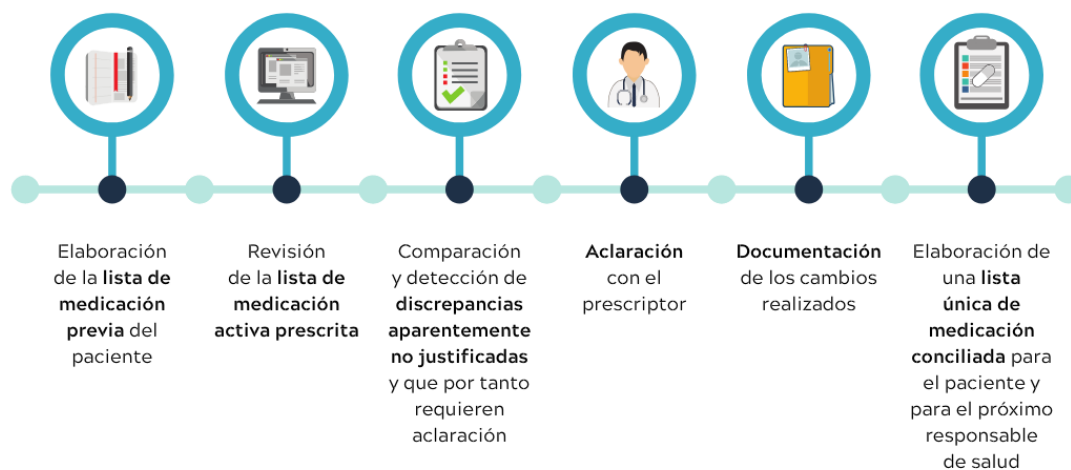 Elaboración
de la lista de
medicación
previa del
paciente
Revisión
de la lista de
medicación
activa prescrita
Comparación
y detección de
discrepancias
aparentemente
no justificadas
y que por tanto
requieren
aclaración
Aclaración
con el
prescriptor
Documentación
de los cambios
realizados
Elaboración de
una lista
única de
medicación
conciliada para
el paciente y
para el próximo
responsable
de salud